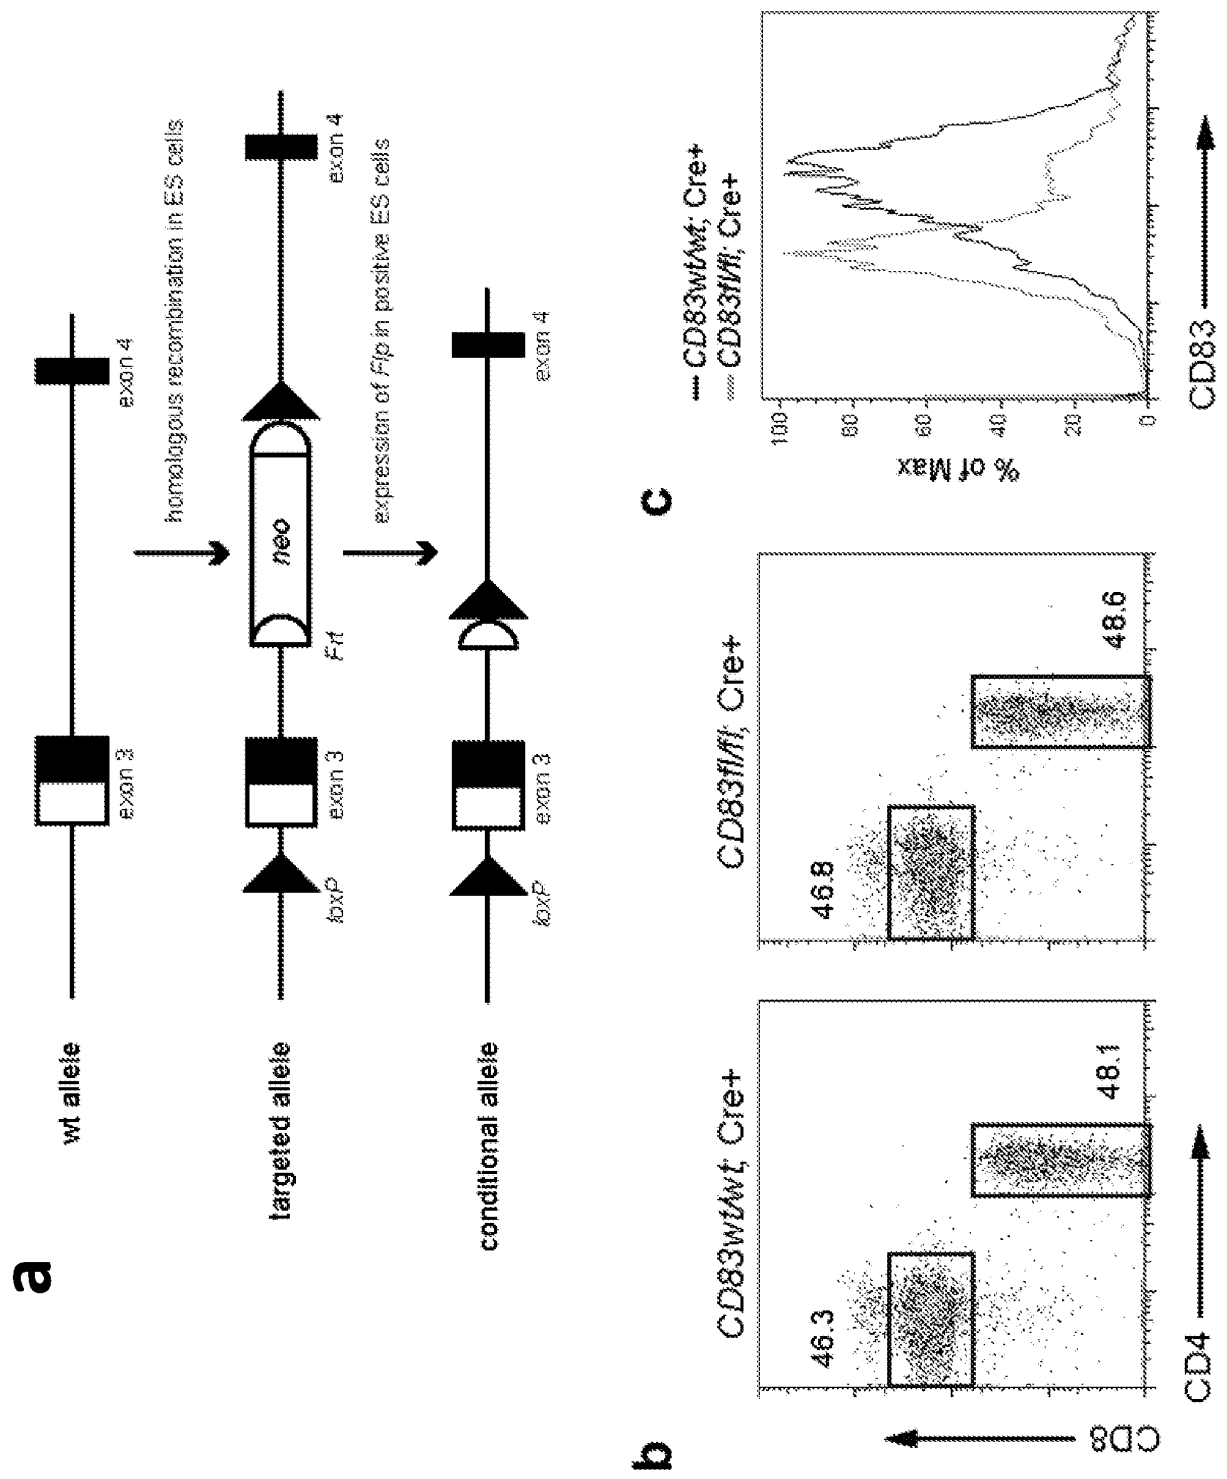 a
wt allele
exon 3
exon 4
homologous recombination in ES cells
targeted allele
loxP
exon 3
Frt
neo
exon 4
expression of Flp in positive ES cells
conditional allele
loxP
exon 3
exon 4
b
CD83wt/wt; Cre+
46.3
48.1
CD8
CD4
CD83fl/fl; Cre+
46.8
48.6
c
CD83wt/wt; Cre+
CD83fl/fl; Cre+
% of Max
100
80
60
40
20
0
CD83